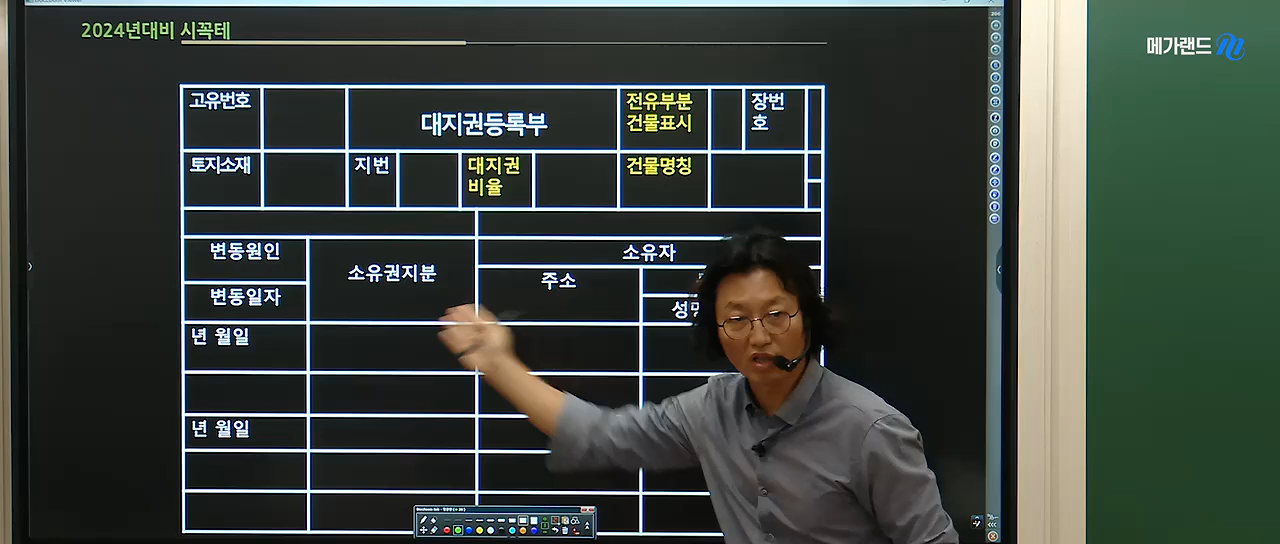 2024년대비 시꼭테
메가랜드
고유번호
대지권등록부
전유부분
건물표시
장번
호
토지소재
지번
대지권
비율
건물명칭
변동원인
소유권지분
소유자
변동일자
주소
년 월일
년 월일